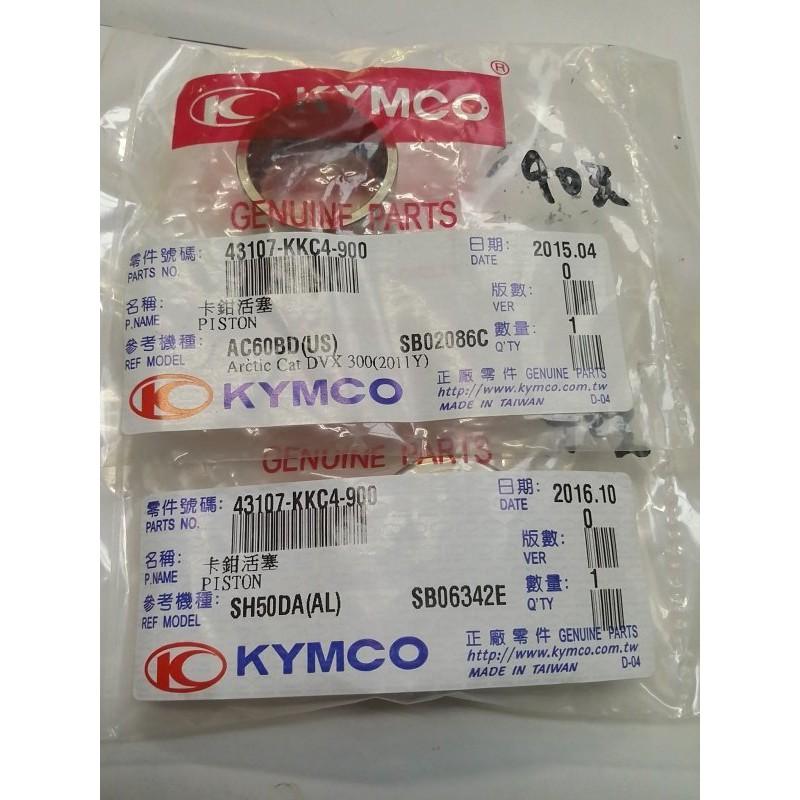 KYMCO ®
90元
GENUINE PARTS
零件號碼: 43107-KKC4-900
PARTS NO.
日期: 2015.04
DATE
0
版數:
VER
名稱: 卡鉗活塞
P.NAME PISTON
數量: 1
Q'TY
參考機種: AC60BD(US) SB02086C
REF MODEL Arctic Cat DVX 300(2011Y)
KYMCO
正廠零件 GENUINE PARTS
http://www.kymco.com.tw
MADE IN TAIWAN D-04
GENUINE PARTS
零件號碼: 43107-KKC4-900
PARTS NO.
日期: 2016.10
DATE
0
版數:
VER
名稱: 卡鉗活塞
P.NAME PISTON
數量: 1
Q'TY
參考機種: SH50DA(AL) SB06342E
REF MODEL
KYMCO
正廠零件 GENUINE PARTS
http://www.kymco.com.tw
MADE IN TAIWAN D-04